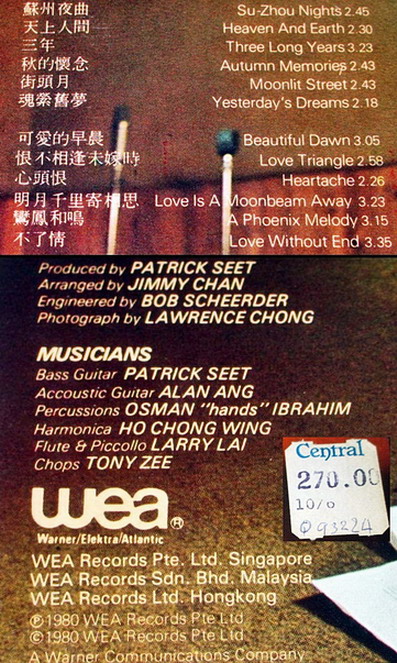 蘇州夜曲 Su-Zhou Nights 2.45
天上人間 Heaven And Earth 2.30
三年 Three Long Years 3.23
秋的懷念 Autumn Memories 2.43
街頭月 Moonlit Street 2.43
魂縈舊夢 Yesterday's Dreams 2.18
可愛的早晨 Beautiful Dawn 3.05
恨不相逢未嫁時 Love Triangle 2.58
心頭恨 Heartache 2.26
明月千里寄相思 Love Is A Moonbeam Away 3.23
鸞鳳和鳴 A Phoenix Melody 3.15
不了情 Love Without End 3.35
Produced by PATRICK SEET
Arranged by JIMMY CHAN
Engineered by BOB SCHEERDER
Photograph by LAWRENCE CHONG
MUSICIANS
Bass Guitar PATRICK SEET
Accoustic Guitar ALAN ANG
Percussions OSMAN "hands" IBRAHIM
Harmonica HO CHONG WING
Flute & Piccollo LARRY LAI
Chops TONY ZEE
Central
270.00
10/0
093224
wea®
Warner/Elektra/Atlantic
WEA Records Pte. Ltd. Singapore
WEA Records Sdn. Bhd. Malaysia
WEA Records Ltd. Hongkong
℗1980 WEA Records Pte Ltd
©1980 WEA Records Pte. Ltd.
A Warner Communications Company